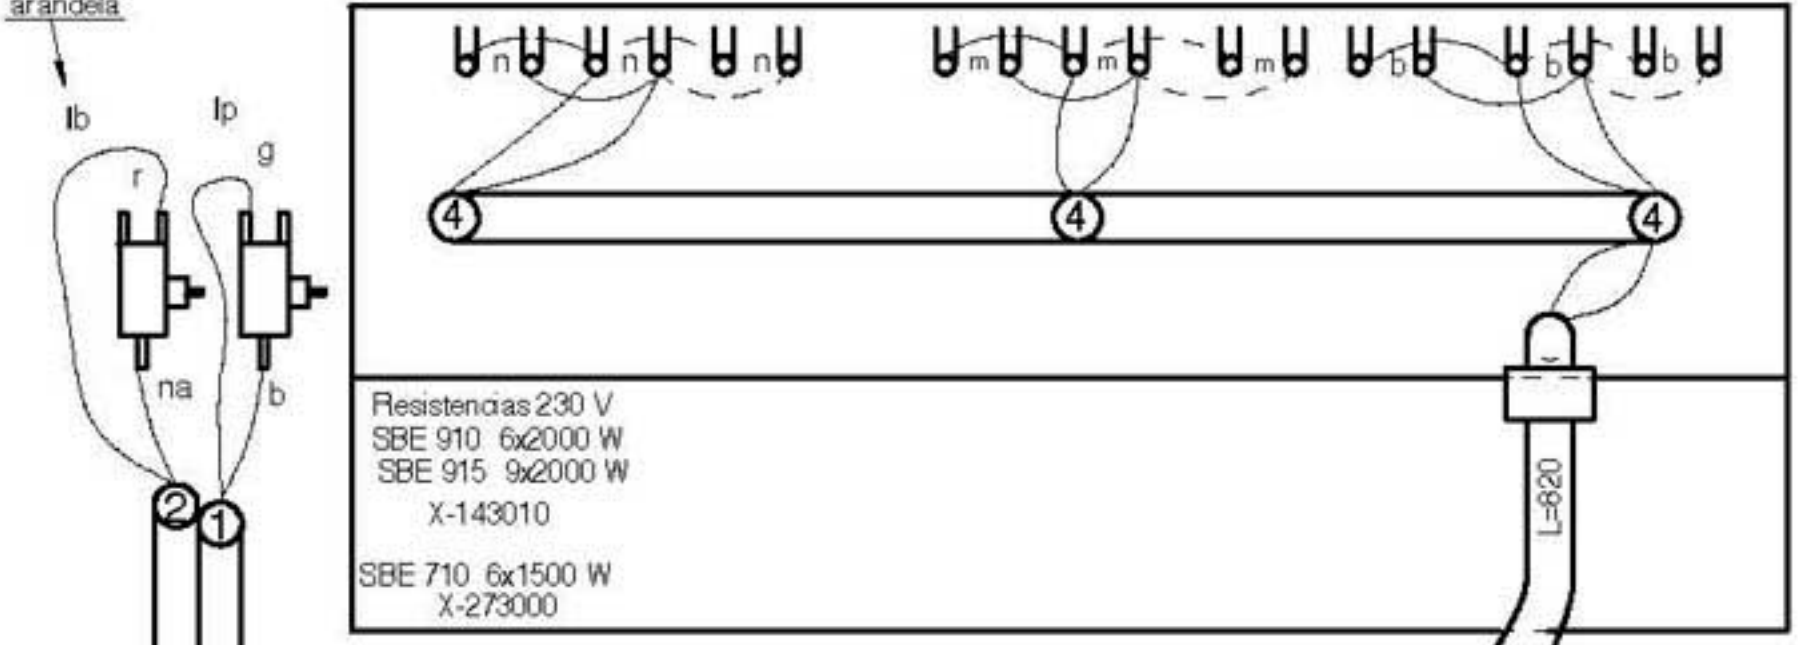 arandela
n n n m m m b b b
Ib Ip
g
r
4 4 4
na b
Resistencias 230 V
SBE 910 6x2000 W
SBE 915 9x2000 W
X-143010
SBE 710 6x1500 W
X-273000
L=820
2 1